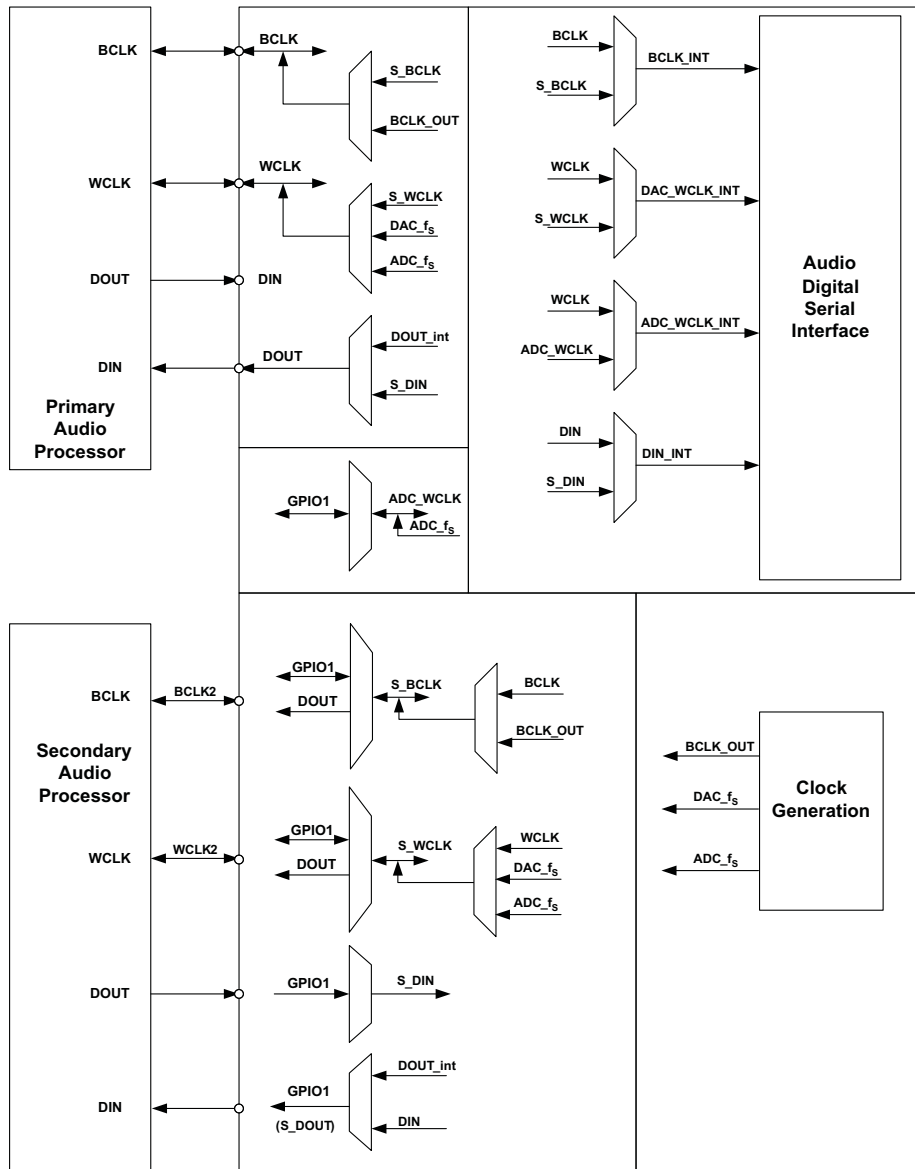 BCLK
WCLK
DOUT
DIN
Primary
Audio
Processor
BCLK
S_BCLK
BCLK_OUT
WCLK
S_WCLK
DAC_fS
ADC_fS
DIN
DOUT
DOUT_int
S_DIN
GPIO1
ADC_WCLK
ADC_fS
BCLK
S_BCLK
BCLK_INT
WCLK
S_WCLK
DAC_WCLK_INT
WCLK
ADC_WCLK
ADC_WCLK_INT
DIN
S_DIN
DIN_INT
Audio
Digital
Serial
Interface
BCLK
BCLK2
Secondary
Audio
Processor
WCLK
WCLK2
DOUT
DIN
GPIO1
DOUT
S_BCLK
BCLK
BCLK_OUT
GPIO1
DOUT
S_WCLK
WCLK
DAC_fS
ADC_fS
GPIO1
S_DIN
GPIO1
(S_DOUT)
DOUT_int
DIN
BCLK_OUT
DAC_fS
ADC_fS
Clock
Generation